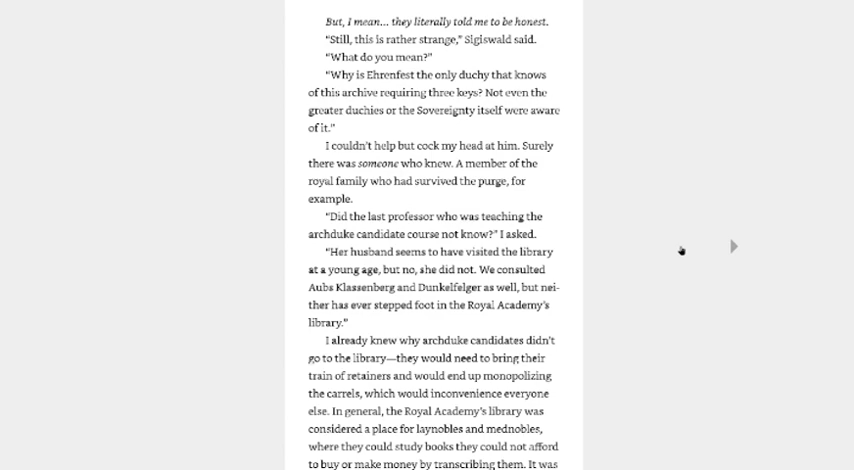 But, I mean... they literally told me to be honest.
“Still, this is rather strange,” Sigiswald said.
“What do you mean?”
“Why is Ehrenfest the only duchy that knows
of this archive requiring three keys? Not even the
greater duchies or the Sovereignty itself were aware
of it.”
I couldn’t help but cock my head at him. Surely
there was someone who knew. A member of the
royal family who had survived the purge, for
example.
“Did the last professor who was teaching the
archduke candidate course not know?” I asked.
“Her husband seems to have visited the library
at a young age, but no, she did not. We consulted
Aubs Klassenberg and Dunkelfelger as well, but nei-
ther has ever stepped foot in the Royal Academy’s
library.”
I already knew why archduke candidates didn’t
go to the library—they would need to bring their
train of retainers and would end up monopolizing
the carrels, which would inconvenience everyone
else. In general, the Royal Academy’s library was
considered a place for laynobles and mednobles,
where they could study books they could not afford
to buy or make money by transcribing them. It was